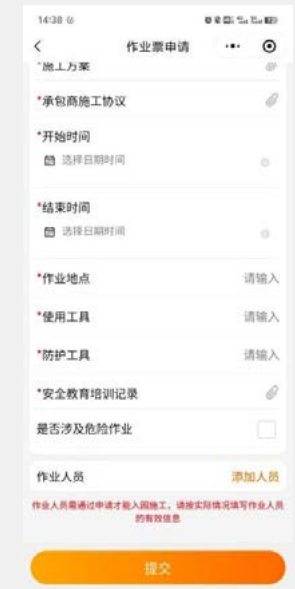 14:38
作业票申请
*施工方案
*承包商施工协议
*开始时间
选择日期时间
*结束时间
选择日期时间
*作业地点 请输入
*使用工具 请输入
*防护工具 请输入
*安全教育培训记录
是否涉及危险作业
作业人员 添加人员
作业人员需通过申请才能入园施工，请按实际情况填写作业人员
的有效信息
提交